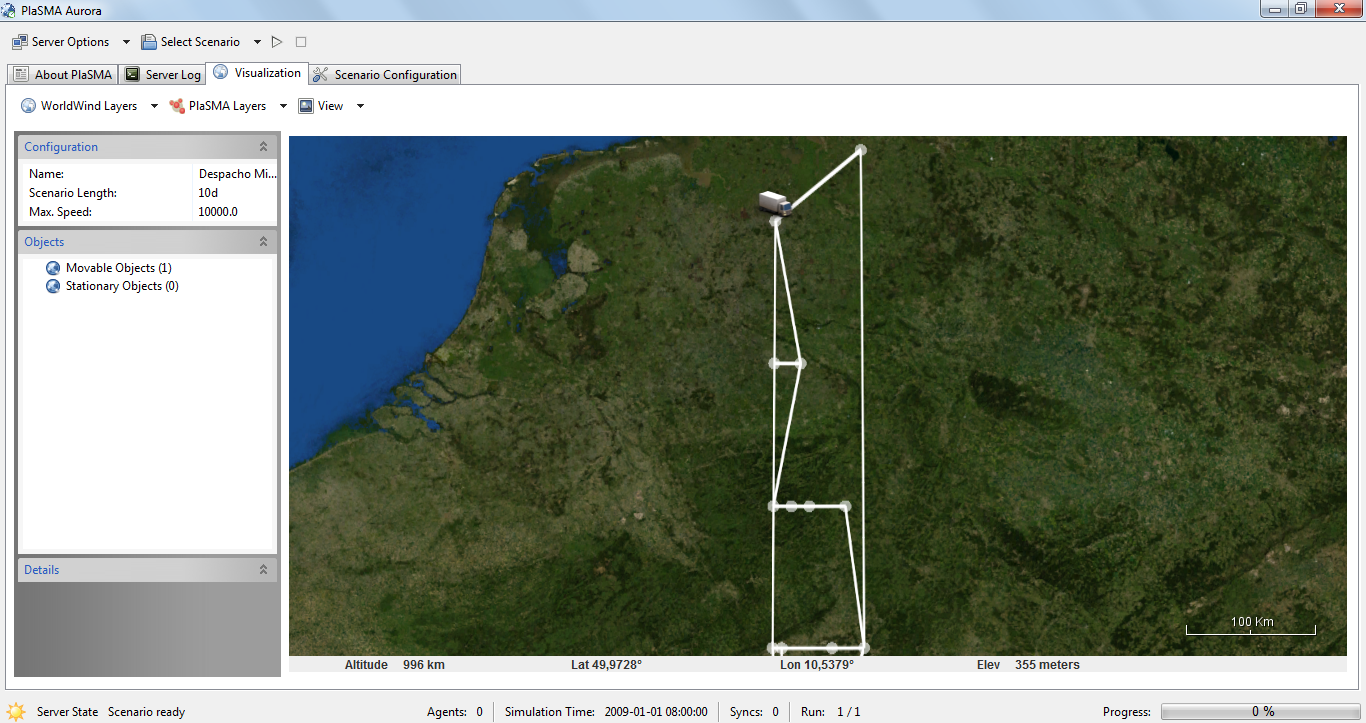 PlaSMA Aurora
Server Options Select Scenario
About PlaSMA Server Log Visualization Scenario Configuration
WorldWind Layers PlaSMA Layers View
Configuration
Name: Despacho Mi...
Scenario Length: 10d
Max. Speed: 10000.0
Objects
Movable Objects (1)
Stationary Objects (0)
Details
100 Km
Altitude 996 km Lat 49,9728° Lon 10,5379° Elev 355 meters
Server State Scenario ready Agents: 0 Simulation Time: 2009-01-01 08:00:00 Syncs: 0 Run: 1 / 1 Progress: 0 %